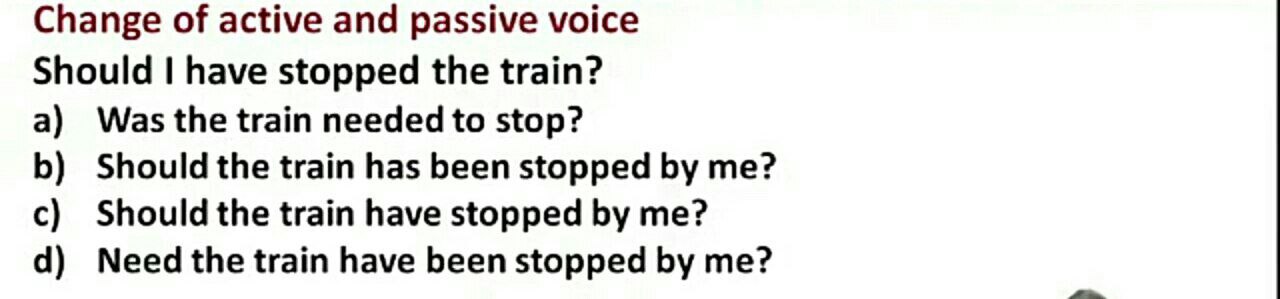 Change of active and passive voice
Should I have stopped the train?
a) Was the train needed to stop?
b) Should the train has been stopped by me?
c) Should the train have stopped by me?
d) Need the train have been stopped by me?